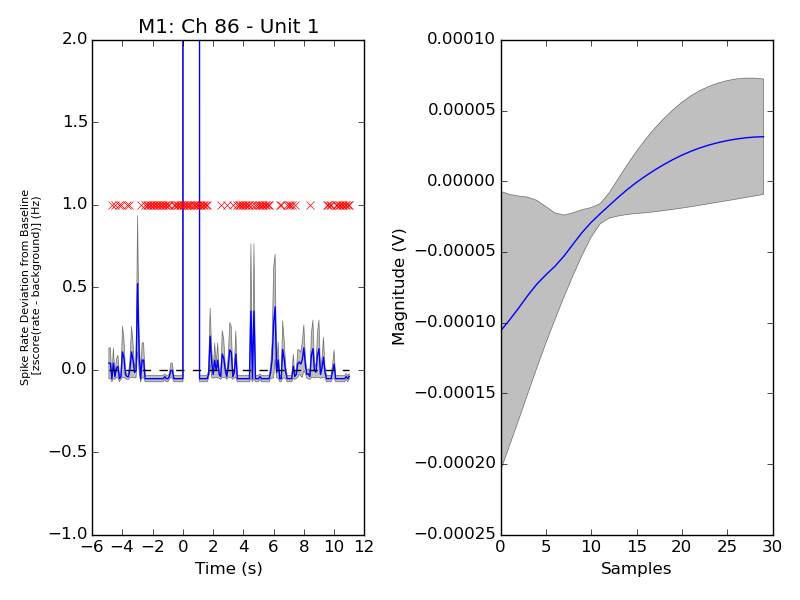 M1: Ch 86 - Unit 1
2.0
1.5
1.0
0.5
0.0
−0.5
−1.0
−6 −4 −2 0 2 4 6 8 10 12
Time (s)
Spike Rate Deviation from Baseline
[zscore(rate - background)] (Hz)
0.00010
0.00005
0.00000
−0.00005
−0.00010
−0.00015
−0.00020
−0.00025
0 5 10 15 20 25 30
Samples
Magnitude (V)